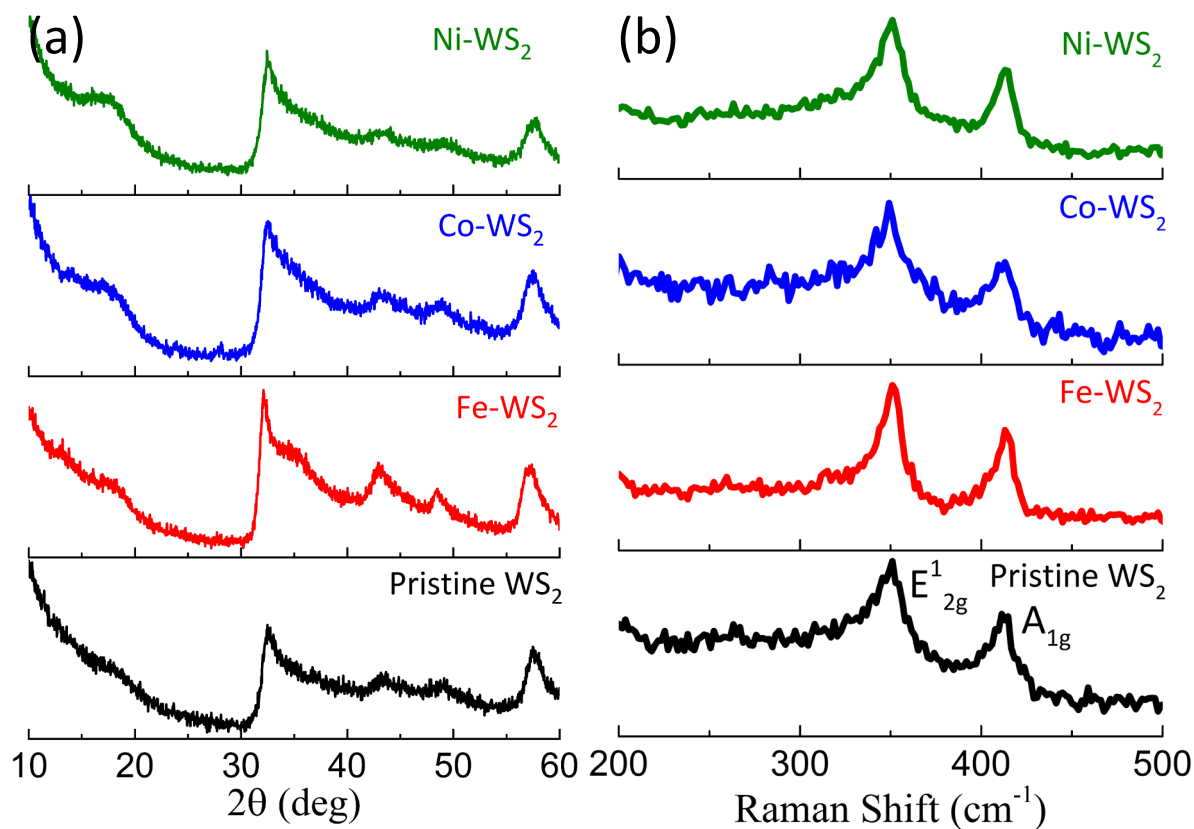 (a)
Ni-WS₂
Co-WS₂
Fe-WS₂
Pristine WS₂
10 20 30 40 50 60
2θ (deg)
(b)
Ni-WS₂
Co-WS₂
Fe-WS₂
E¹₂g Pristine WS₂
A₁g
200 300 400 500
Raman Shift (cm⁻¹)